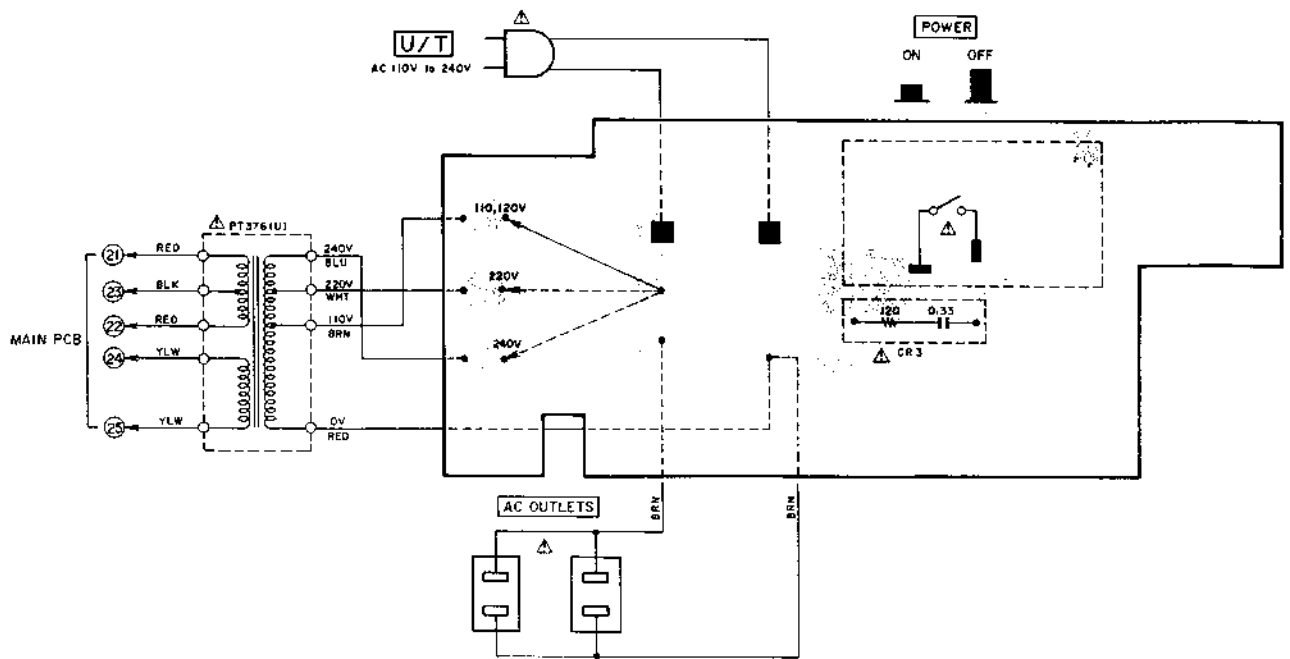 U/T
AC 110V to 240V
POWER
ON OFF
PT376(U)
110,120V
220V
240V
MAIN PCB
21 RED
23 BLK
22 RED
24 YLW
25 YLW
240V
BLU
220V
WHT
110V
BRN
0V
RED
120 0.33
CR3
AC OUTLETS
BRN
BRN